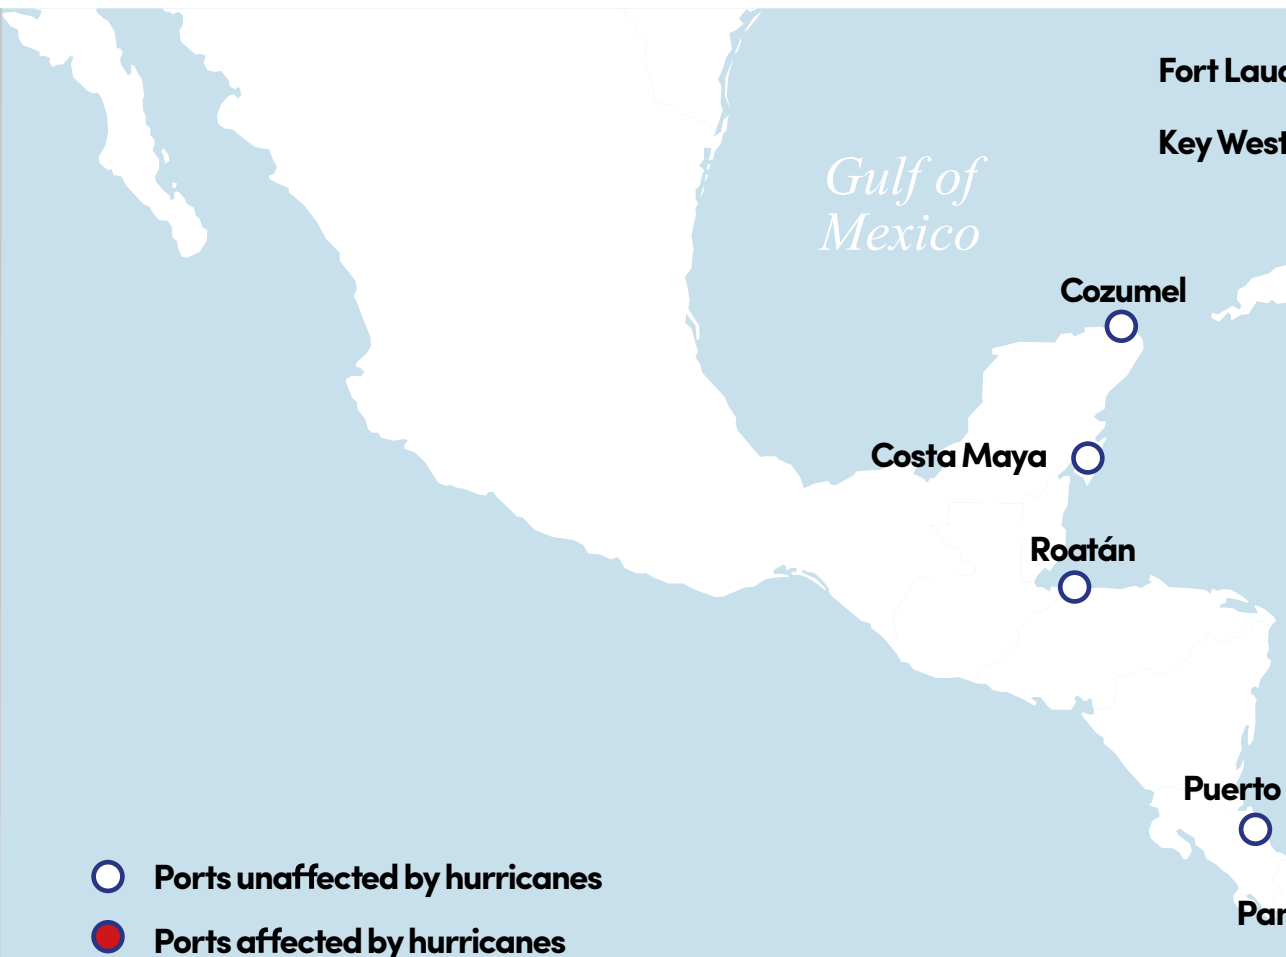 Fort Lau
Key West
Gulf of
Mexico
Cozumel
Costa Maya
Roatán
Puerto
Ports unaffected by hurricanes
Par
Ports affected by hurricanes